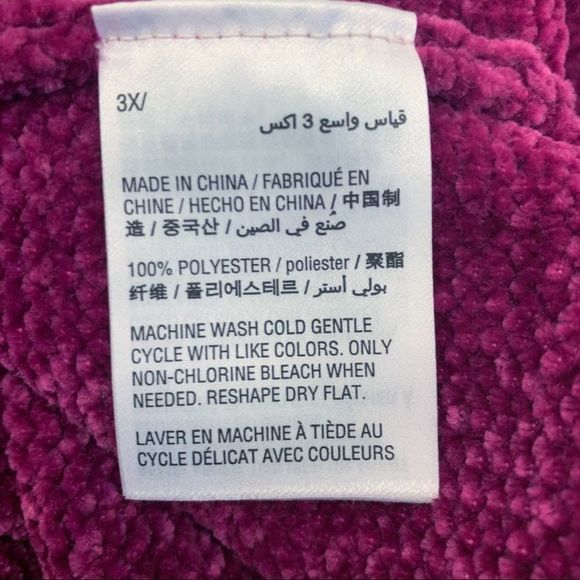 3X/
قياس واسع 3 اكس
MADE IN CHINA / FABRIQUÉ EN
CHINE / HECHO EN CHINA / 中国制
造 / 중국산 / صُنع في الصين
100% POLYESTER / poliester / 聚酯
纤维 / 폴리에스테르 / بولي أستر
MACHINE WASH COLD GENTLE
CYCLE WITH LIKE COLORS. ONLY
NON-CHLORINE BLEACH WHEN
NEEDED. RESHAPE DRY FLAT.
LAVER EN MACHINE À TIÈDE AU
CYCLE DÉLICAT AVEC COULEURS